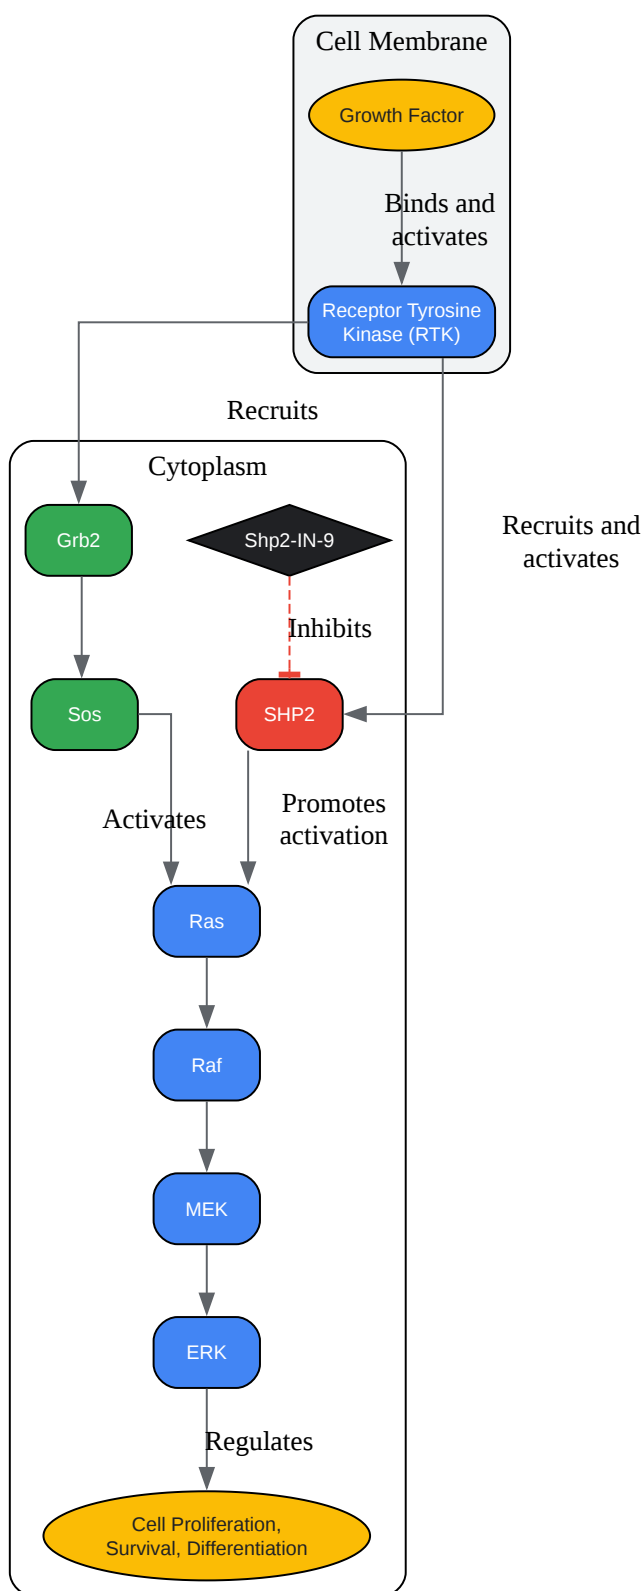 Cell Membrane
Growth Factor
Binds and
activates
Receptor Tyrosine
Kinase (RTK)
Recruits
Cytoplasm
Grb2
Shp2-IN-9
Recruits and
activates
Inhibits
Sos
SHP2
Activates
Promotes
activation
Ras
Raf
MEK
ERK
Regulates
Cell Proliferation,
Survival, Differentiation